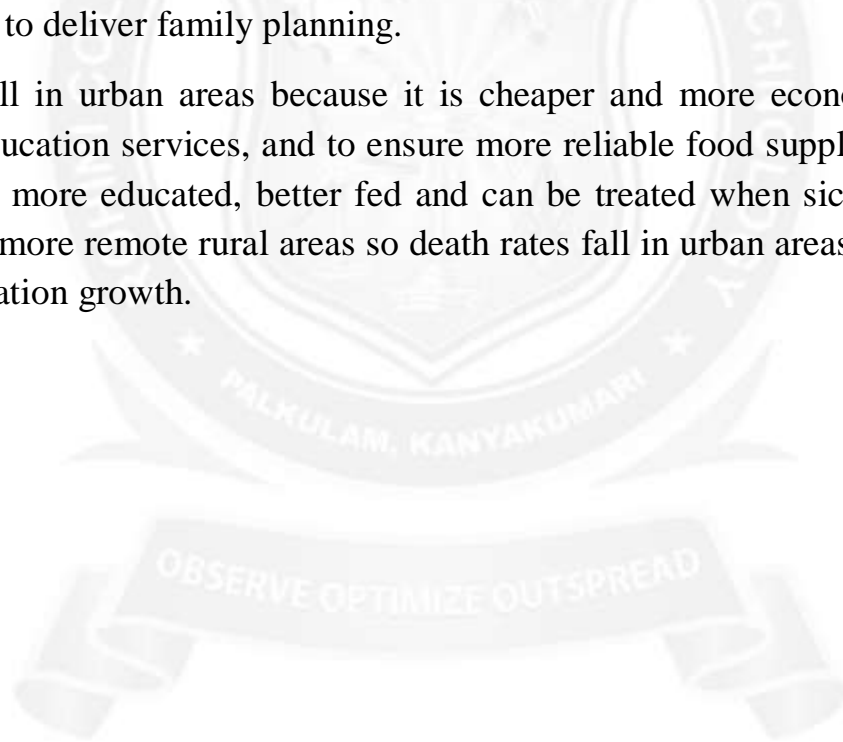 to deliver family planning.
ll in urban areas because it is cheaper and more econo
ucation services, and to ensure more reliable food suppl
more educated, better fed and can be treated when sic
more remote rural areas so death rates fall in urban areas
ation growth.
PALKULAM, KANYAKUMARI
OBSERVE OPTIMIZE OUTSPREAD